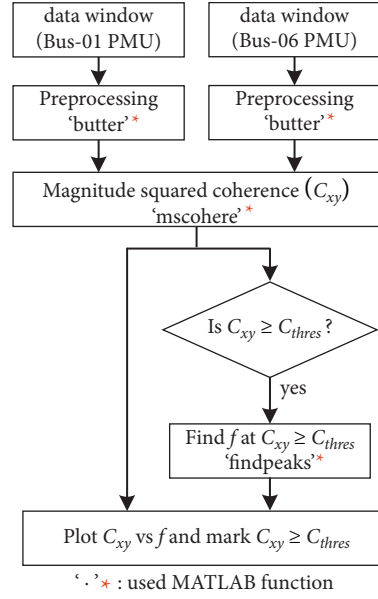 data window
(Bus-01 PMU)
data window
(Bus-06 PMU)
Preprocessing
‘butter’*
Preprocessing
‘butter’*
Magnitude squared coherence (Cxy)
‘mscohere’*
Is Cxy ≥ Cthres ?
yes
Find f at Cxy ≥ Cthres
‘findpeaks’*
Plot Cxy vs f and mark Cxy ≥ Cthres
‘ · ’* : used MATLAB function